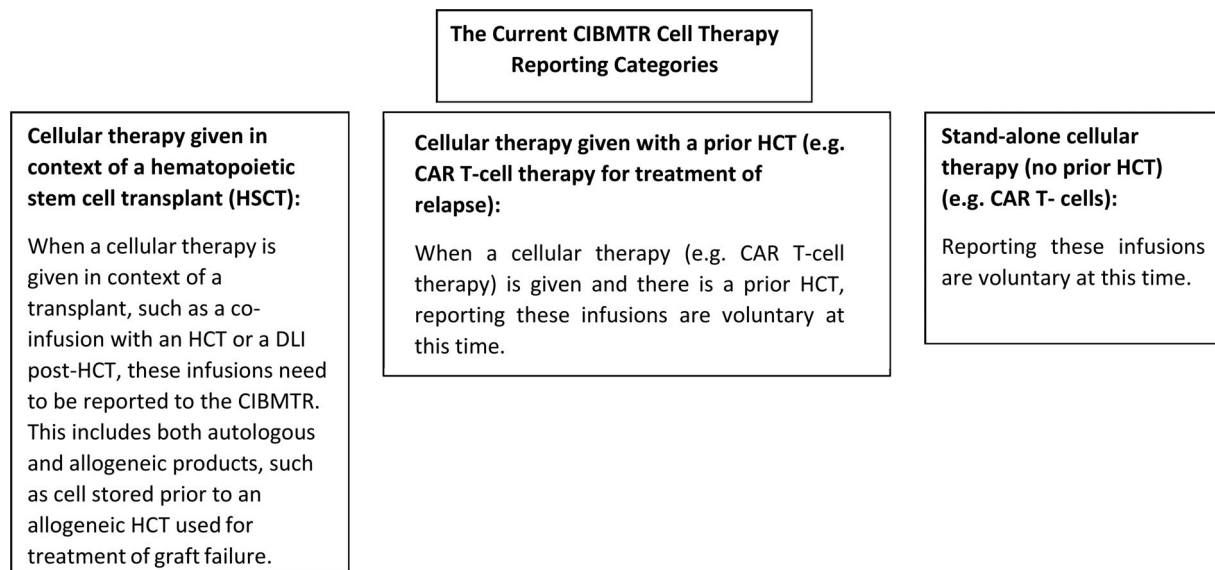 The Current CIBMTR Cell Therapy
Reporting Categories
Cellular therapy given in
context of a hematopoietic
stem cell transplant (HSCT):
When a cellular therapy is
given in context of a
transplant, such as a co-
infusion with an HCT or a DLI
post-HCT, these infusions need
to be reported to the CIBMTR.
This includes both autologous
and allogeneic products, such
as cell stored prior to an
allogeneic HCT used for
treatment of graft failure.
Cellular therapy given with a prior HCT (e.g.
CAR T-cell therapy for treatment of
relapse):
When a cellular therapy (e.g. CAR T-cell
therapy) is given and there is a prior HCT,
reporting these infusions are voluntary at
this time.
Stand-alone cellular
therapy (no prior HCT)
(e.g. CAR T- cells):
Reporting these infusions
are voluntary at this time.